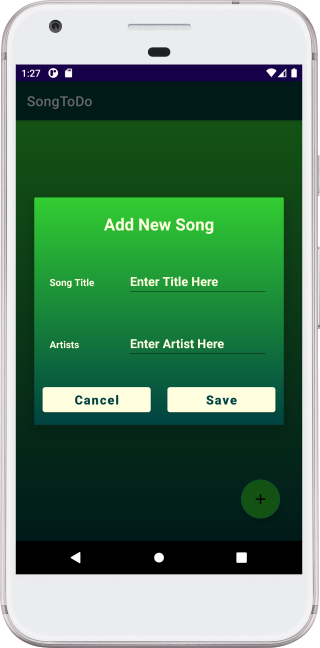 1:27
SongToDo
Add New Song
Song Title Enter Title Here
Artists Enter Artist Here
Cancel Save
+